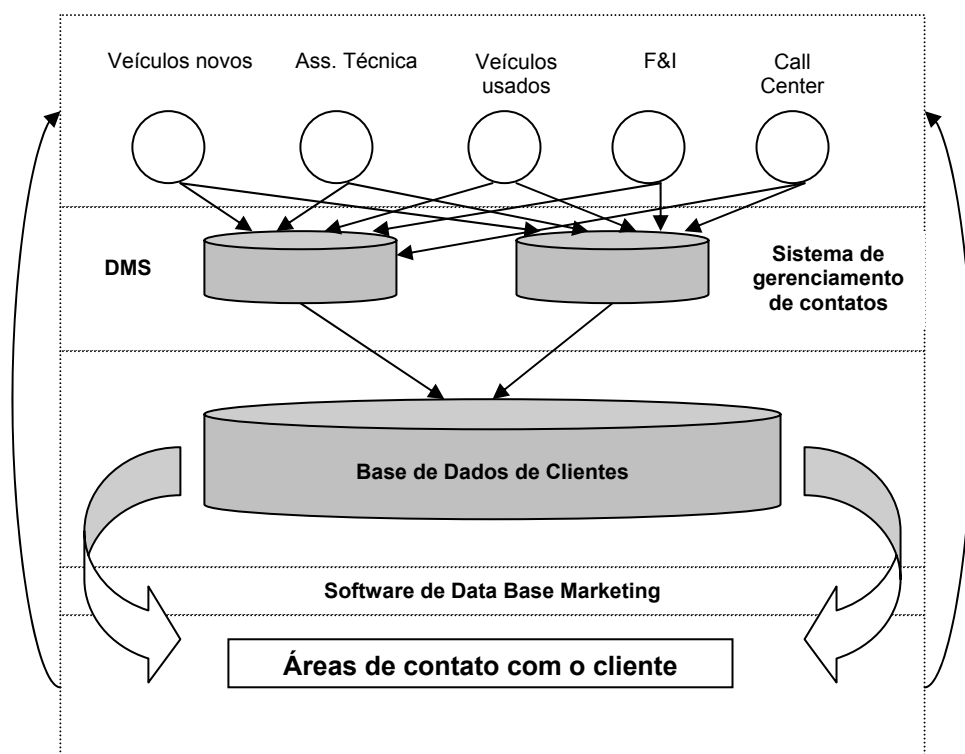 Veículos novos
Ass. Técnica
Veículos
usados
F&I
Call
Center
DMS
Sistema de
gerenciamento
de contatos
Base de Dados de Clientes
Software de Data Base Marketing
Áreas de contato com o cliente